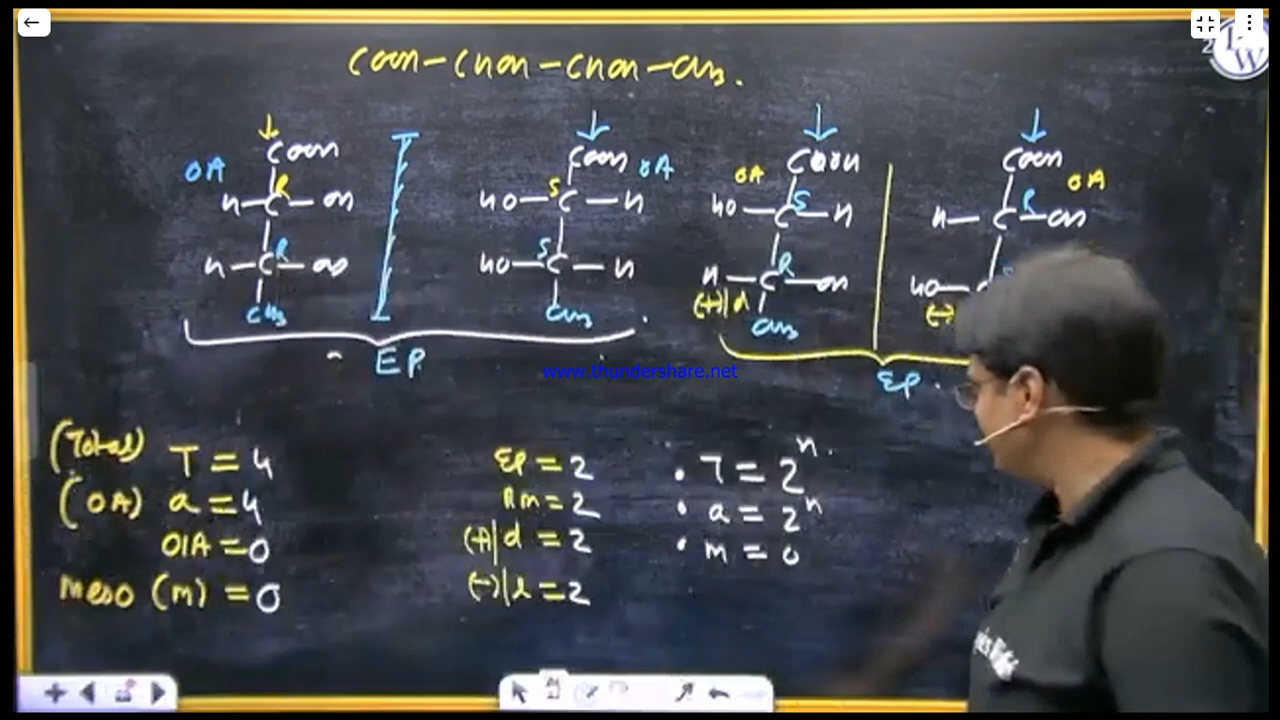 COOH-CHOH-CHOH-CH3.
COOH
OA
R
H-C-OH
R
H-C-OH
CH3
COOH
OA
S
HO-C-H
S
HO-C-H
CH3
EP
COOH
OA
HO-C-H
S
H-C-OH
R
(+)|d
CH3
COOH
OA
H-C-OH
R
HO
(-)
EP.
www.thundershare.net
(Total) T = 4
(OA) a = 4
OIA = 0
meso (m) = 0
EP = 2
Rm = 2
(+)|d = 2
(-)|l = 2
• T = 2^n.
• a = 2^n
• m = 0
W